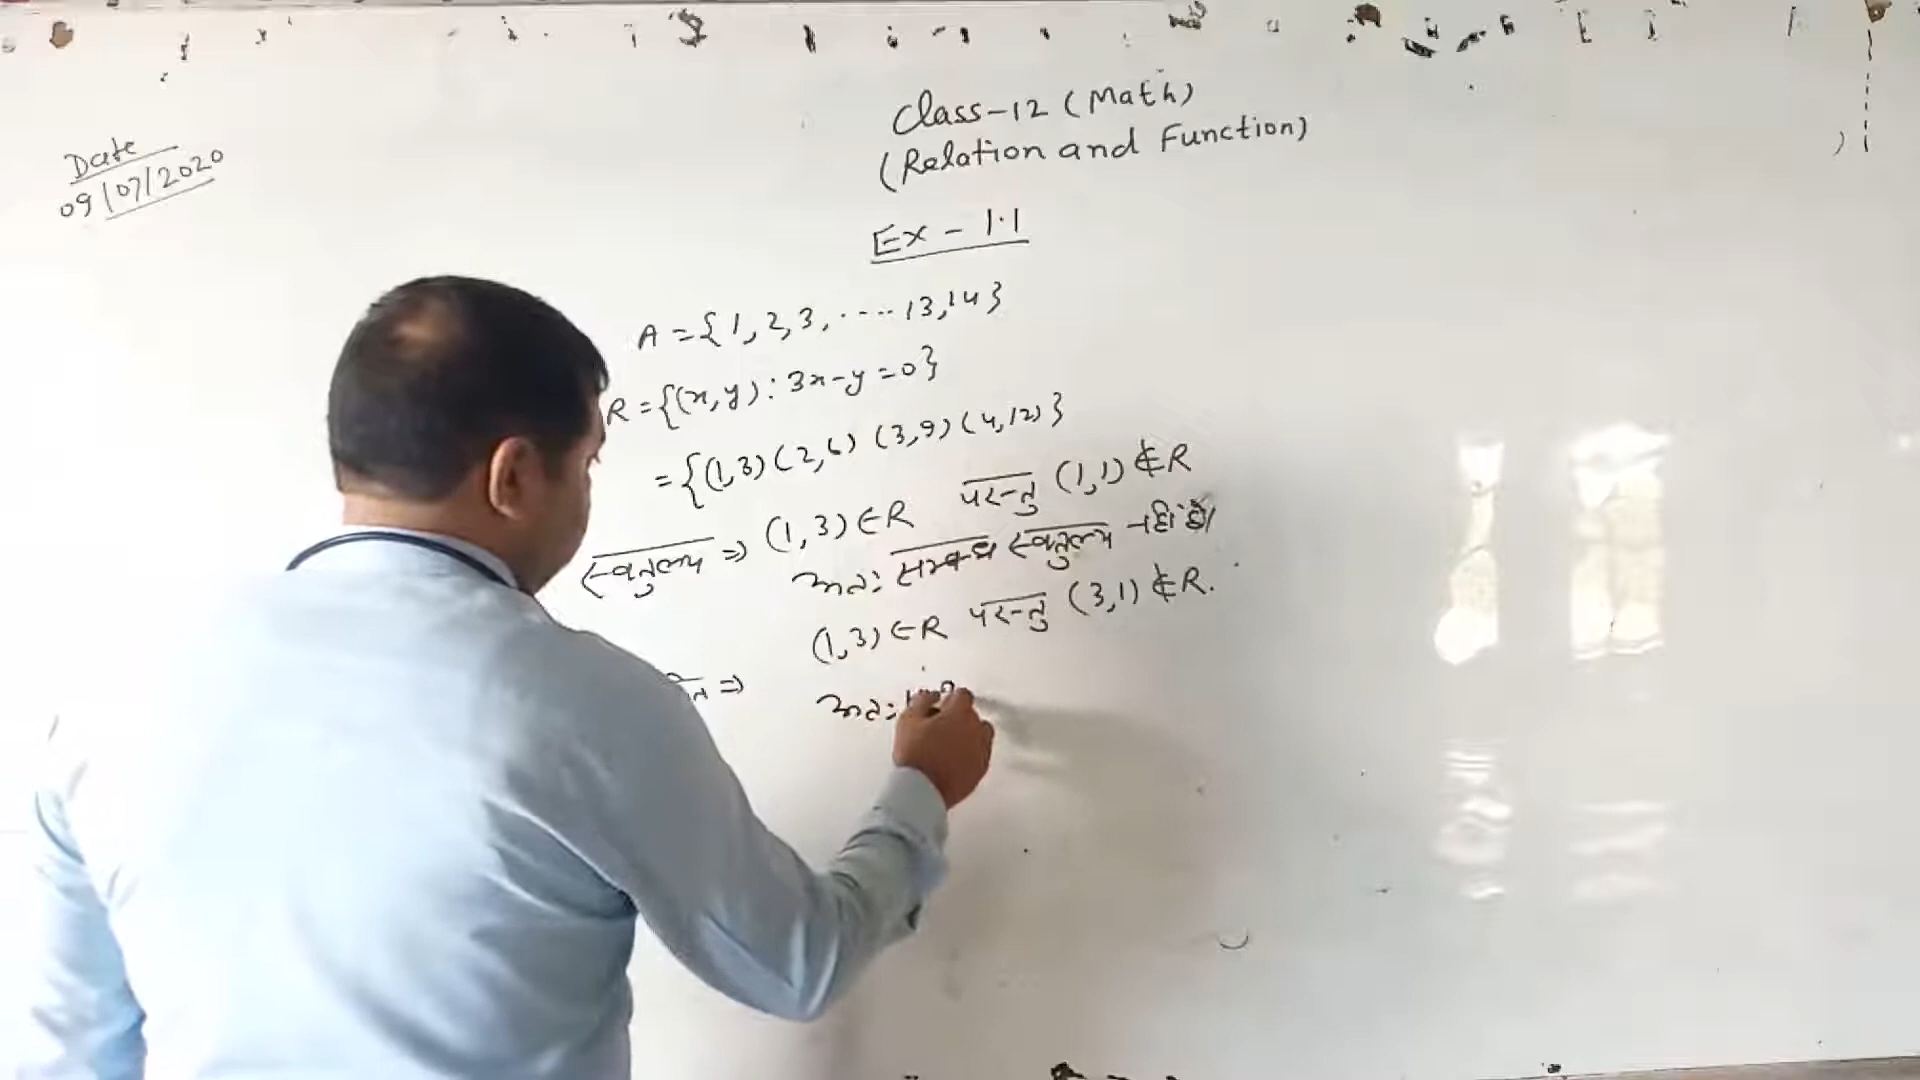 Date
09/07/2020
Class-12 (Math)
(Relation and Function)
Ex - 1.1
A = {1, 2, 3, ..... 13, 14}
R = {(x, y) : 3x-y = 0}
= {(1,3) (2,6) (3,9) (4,12)}
स्वतुल्य ⇒ (1,3) ∈ R परन्तु (1,1) ∉ R
अतः सम्बन्ध स्वतुल्य नहीं है।
(1,3) ∈ R परन्तु (3,1) ∉ R.
⇒ अतः